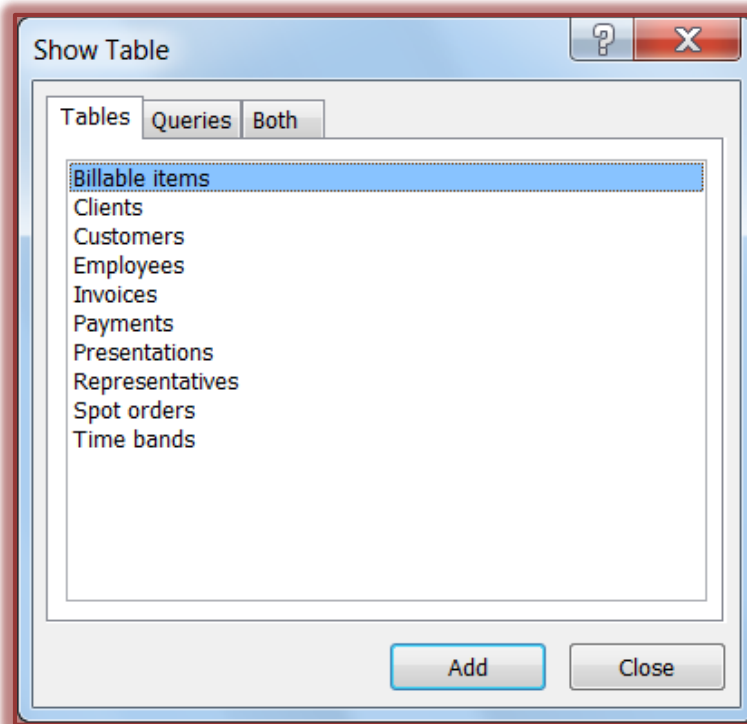 Show Table
Tables Queries Both
Billable items
Clients
Customers
Employees
Invoices
Payments
Presentations
Representatives
Spot orders
Time bands
Add Close